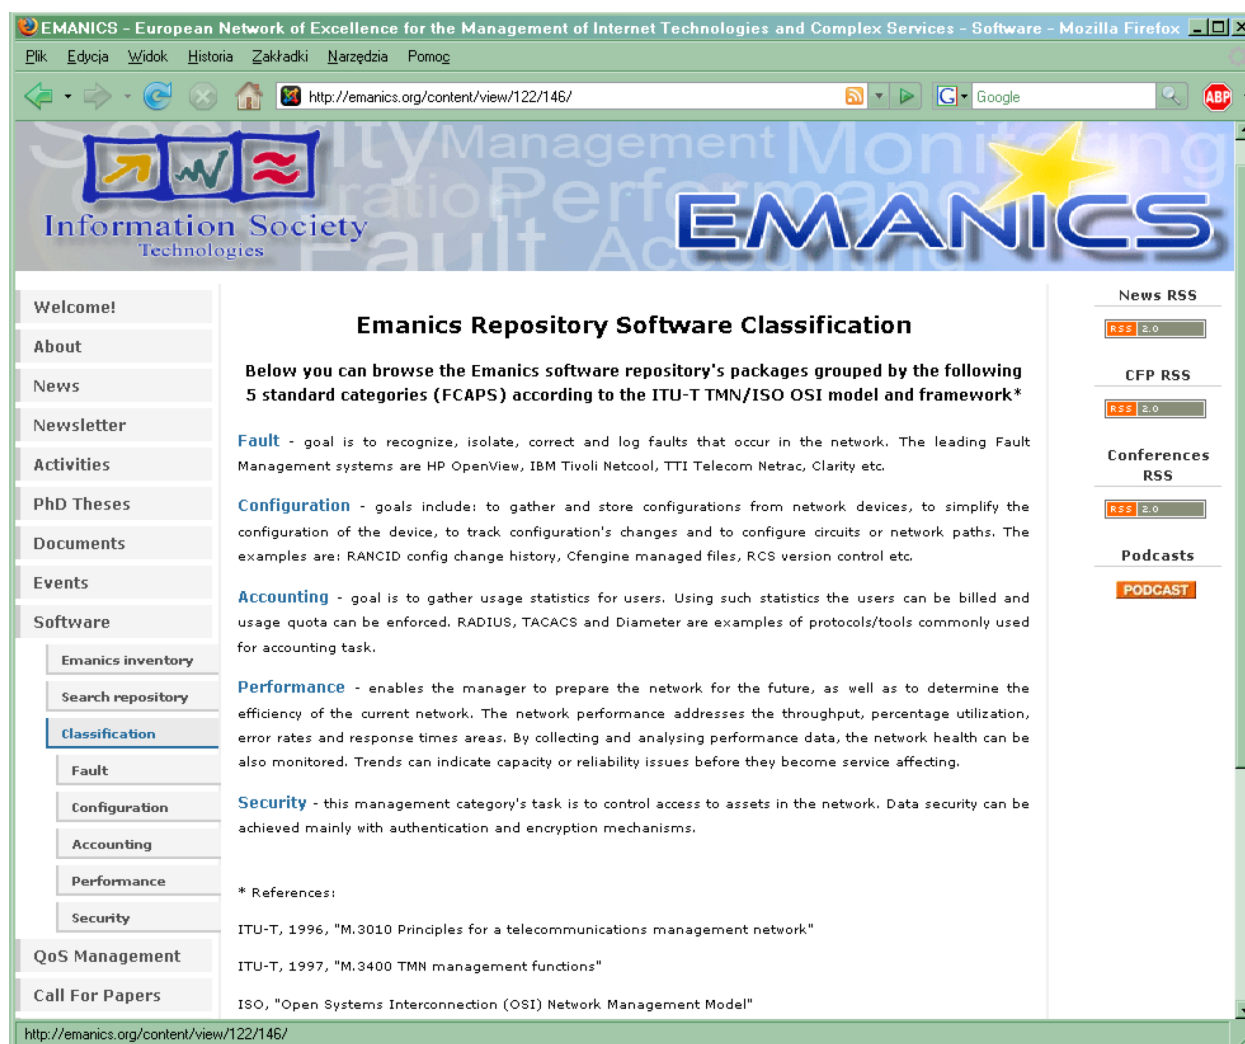 EMANICS - European Network of Excellence for the Management of Internet Technologies and Complex Services - Software - Mozilla Firefox
Plik Edycja Widok Historia Zakładki Narzędzia Pomoc
http://emanics.org/content/view/122/146/
G Google
ABP
Security Management Monitoring
Performance
Fault Accounting
Information Society
Technologies
EMANICS
Welcome!
About
News
Newsletter
Activities
PhD Theses
Documents
Events
Software
Emanics inventory
Search repository
Classification
Fault
Configuration
Accounting
Performance
Security
QoS Management
Call For Papers
Emanics Repository Software Classification
Below you can browse the Emanics software repository's packages grouped by the following
5 standard categories (FCAPS) according to the ITU-T TMN/ISO OSI model and framework*
Fault - goal is to recognize, isolate, correct and log faults that occur in the network. The leading Fault
Management systems are HP OpenView, IBM Tivoli Netcool, TTI Telecom Netrac, Clarity etc.
Configuration - goals include: to gather and store configurations from network devices, to simplify the
configuration of the device, to track configuration's changes and to configure circuits or network paths. The
examples are: RANCID config change history, Cfengine managed files, RCS version control etc.
Accounting - goal is to gather usage statistics for users. Using such statistics the users can be billed and
usage quota can be enforced. RADIUS, TACACS and Diameter are examples of protocols/tools commonly used
for accounting task.
Performance - enables the manager to prepare the network for the future, as well as to determine the
efficiency of the current network. The network performance addresses the throughput, percentage utilization,
error rates and response times areas. By collecting and analysing performance data, the network health can be
also monitored. Trends can indicate capacity or reliability issues before they become service affecting.
Security - this management category's task is to control access to assets in the network. Data security can be
achieved mainly with authentication and encryption mechanisms.
* References:
ITU-T, 1996, "M.3010 Principles for a telecommunications management network"
ITU-T, 1997, "M.3400 TMN management functions"
ISO, "Open Systems Interconnection (OSI) Network Management Model"
News RSS
RSS 2.0
CFP RSS
RSS 2.0
Conferences
RSS
RSS 2.0
Podcasts
PODCAST
http://emanics.org/content/view/122/146/